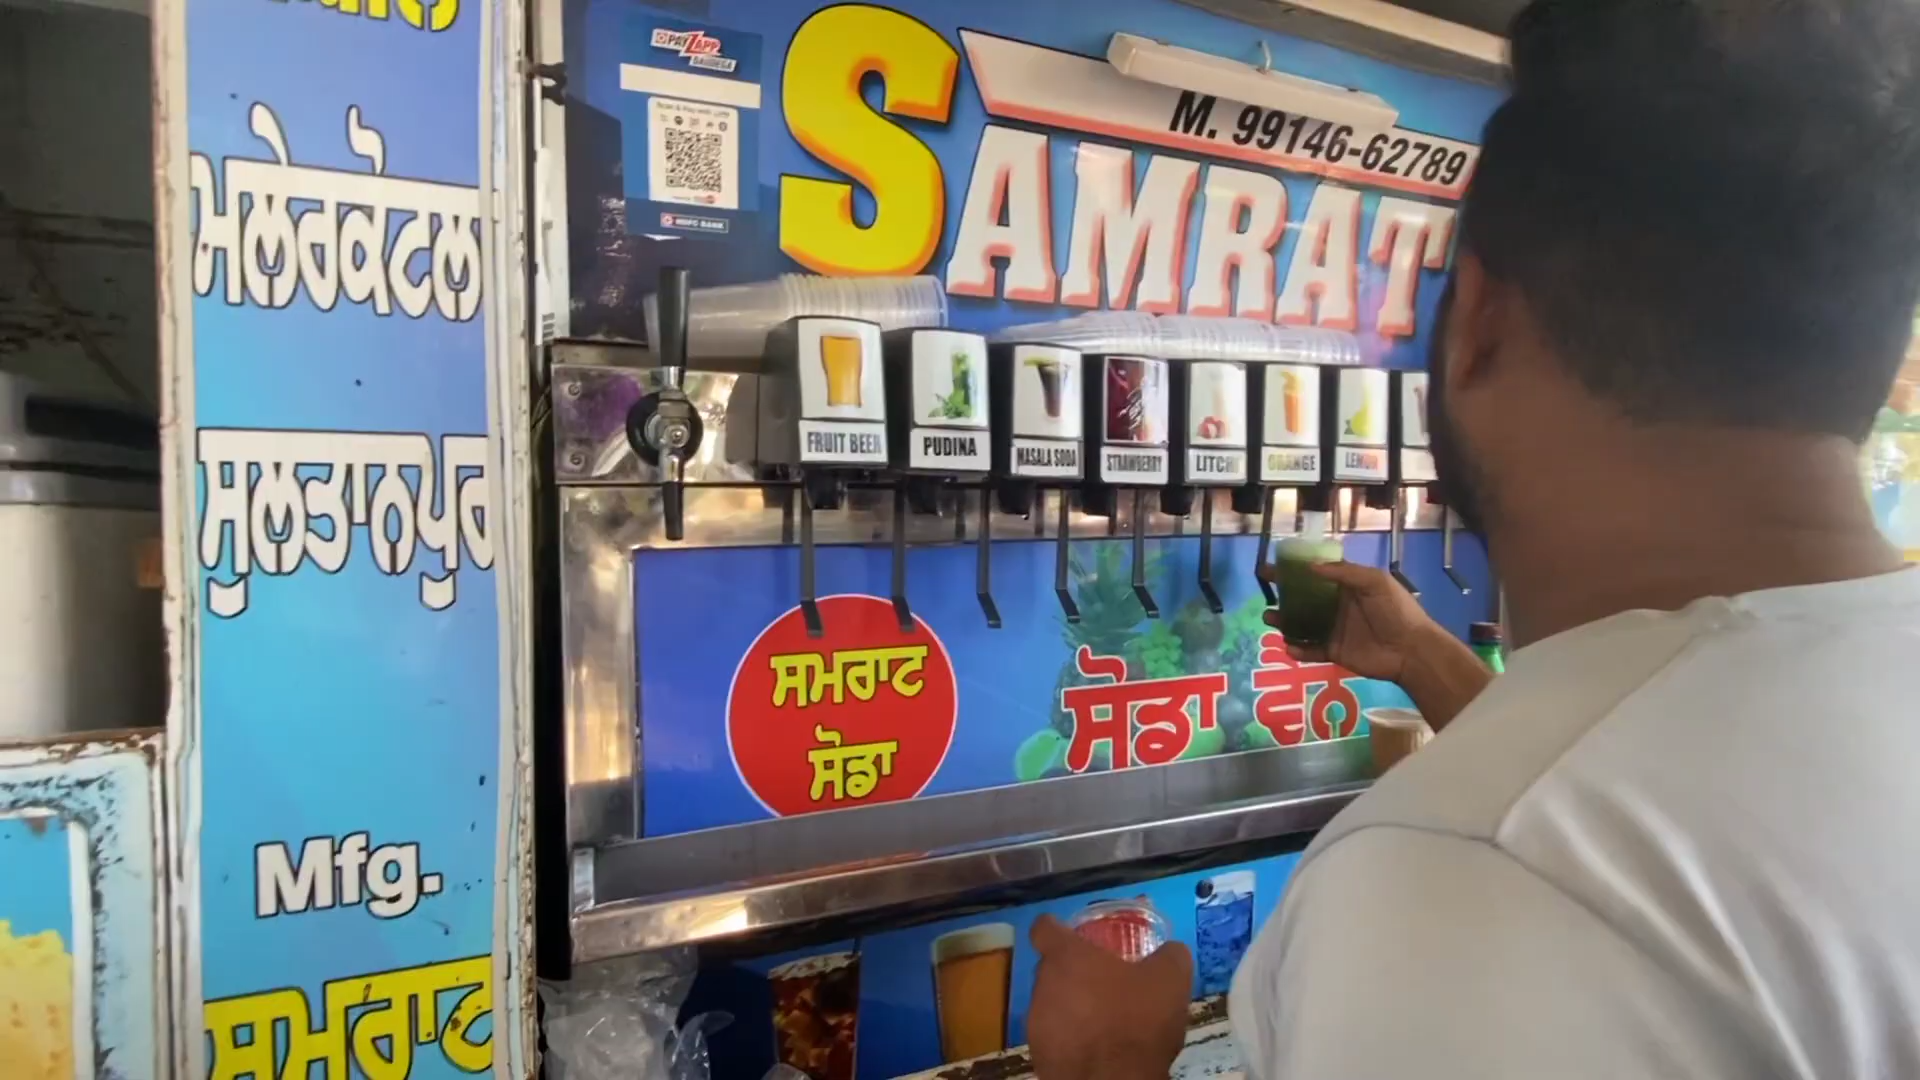 ਮਲੇਰਕੋਟਲ
ਸੁਲਤਾਨਪੁਰ
Mfg.
ਸਮਰਾਟ
PAYZAPP
HDFC BANK
SAMRAT
M. 99146-62789
FRUIT BEER
PUDINA
MASALA SODA
STRAWBERRY
LITCHI
ORANGE
LEMON
ਸਮਰਾਟ
ਸੋਡਾ
ਸੋਡਾ ਵੈਨ